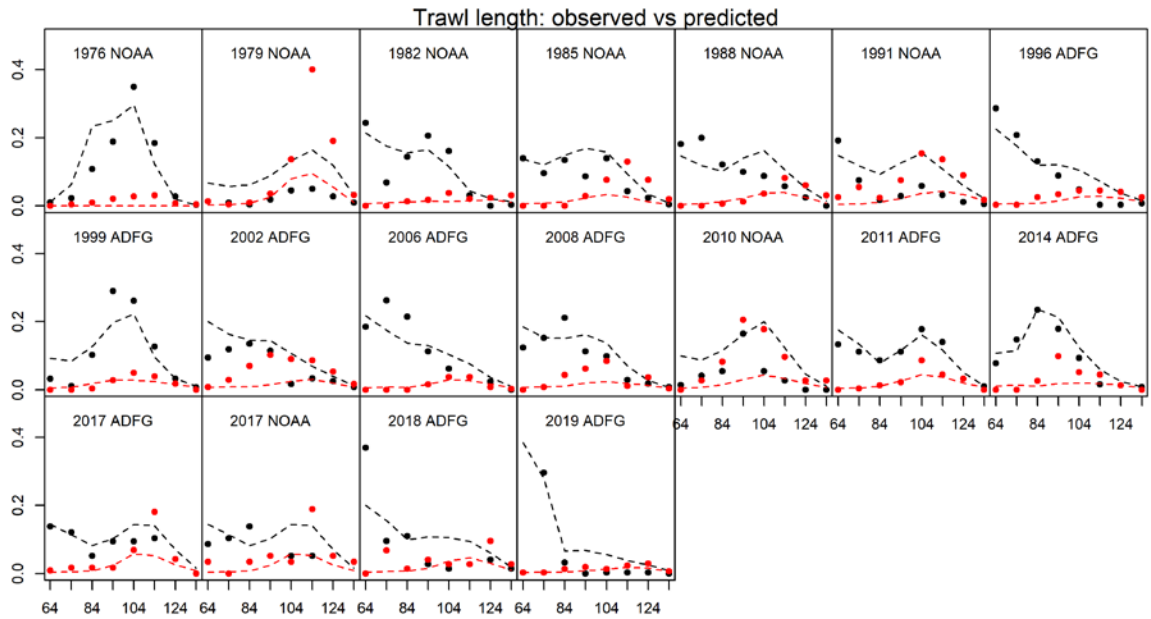 Trawl length: observed vs predicted
1976 NOAA 1979 NOAA 1982 NOAA 1985 NOAA 1988 NOAA 1991 NOAA 1996 ADFG
0.4
0.2
0.0
1999 ADFG 2002 ADFG 2006 ADFG 2008 ADFG 2010 NOAA 2011 ADFG 2014 ADFG
0.4
0.2
0.0
64 84 104 124 64 84 104 124 64 84 104 124
2017 ADFG 2017 NOAA 2018 ADFG 2019 ADFG
0.4
0.2
0.0
64 84 104 124 64 84 104 124 64 84 104 124 64 84 104 124